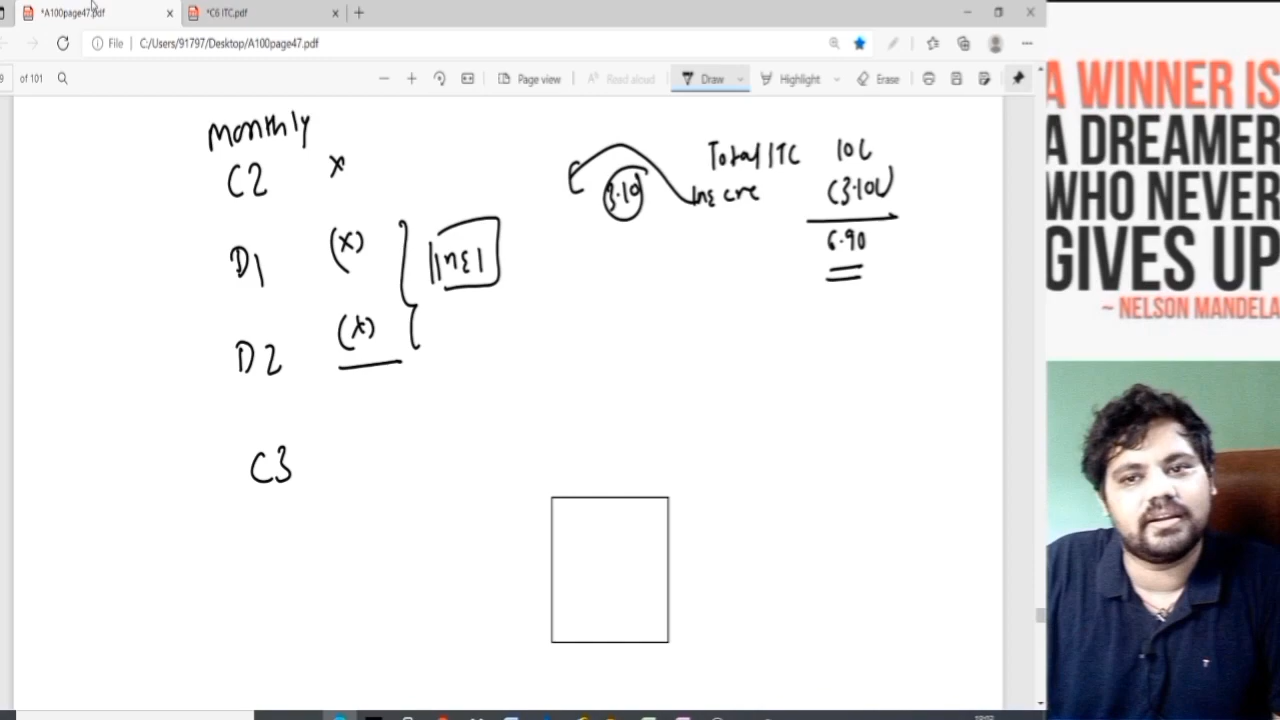 *A100page47.pdf
*C6 ITC.pdf
File
C:/Users/91797/Desktop/A100page47.pdf
9 of 101
Page view
Read aloud
Draw
Highlight
Erase
Monthly
C2 x
D1 (x)
D2 (x)
C3
3.10
Total ITC 10L
(3.10L)
6.90
A WINNER IS
A DREAMER
WHO NEVER
GIVES UP
~ NELSON MANDELA